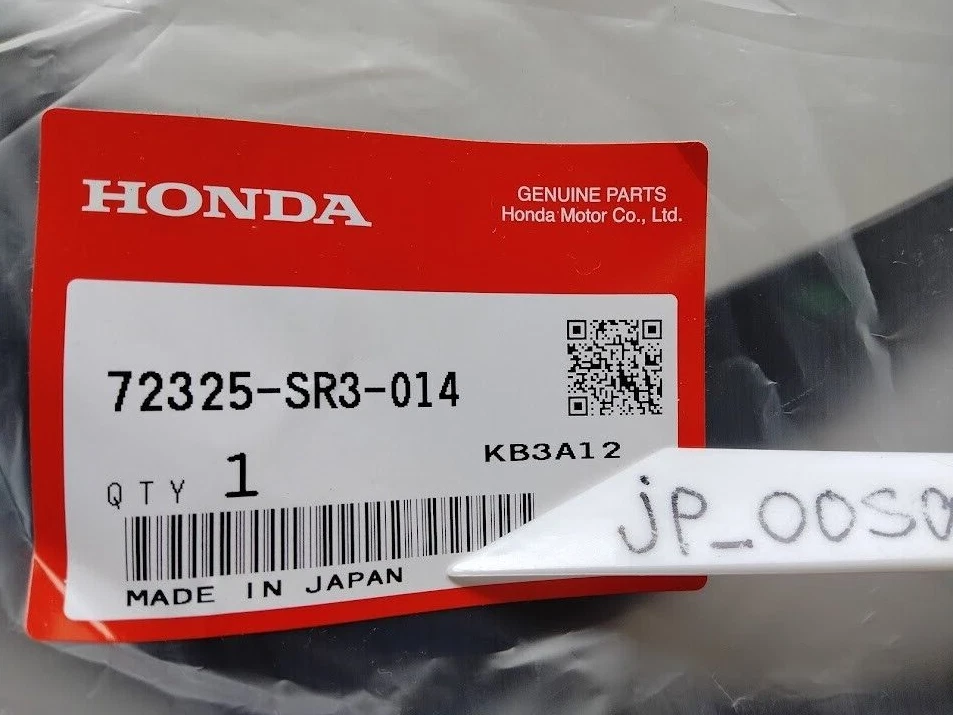 HONDA
GENUINE PARTS
Honda Motor Co., Ltd.
72325-SR3-014
KB3A12
QTY 1
MADE IN JAPAN